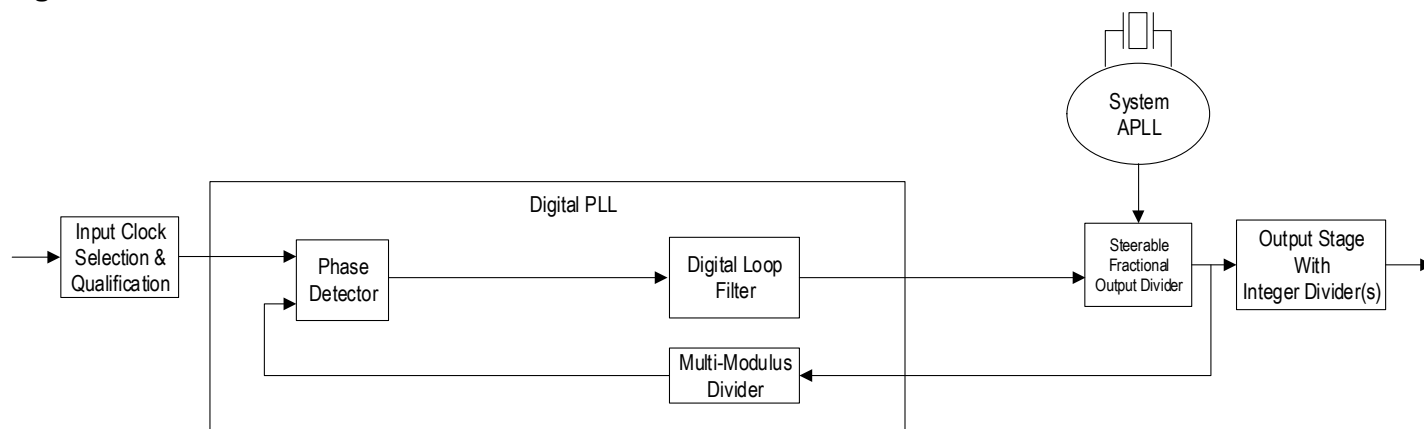 System
APLL
Digital PLL
Input Clock
Selection &
Qualification
Phase
Detector
Digital Loop
Filter
Steerable
Fractional
Output Divider
Output Stage
With
Integer Divider(s)
Multi-Modulus
Divider